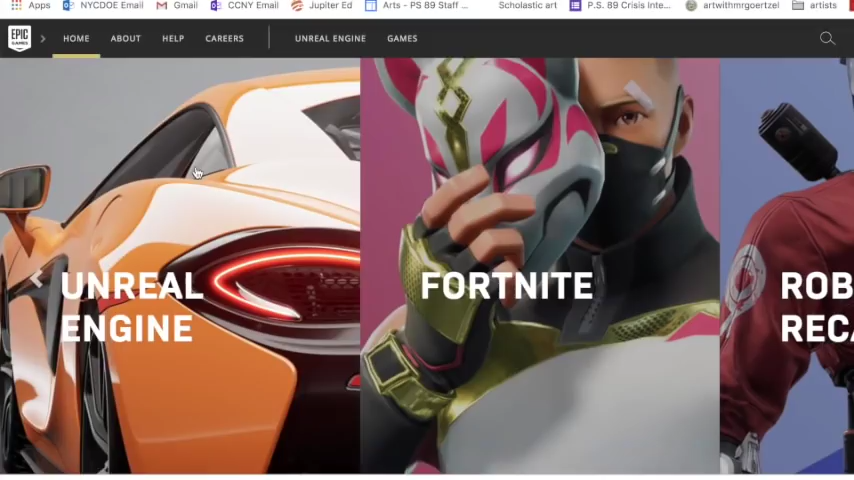 Apps NYCDOE Email Gmail CCNY Email Jupiter Ed Arts - PS 89 Staff ... Scholastic art P.S. 89 Crisis Inte... artwithmrgoertzel artists
EPIC GAMES HOME ABOUT HELP CAREERS UNREAL ENGINE GAMES
UNREAL ENGINE
FORTNITE
ROB
RECA